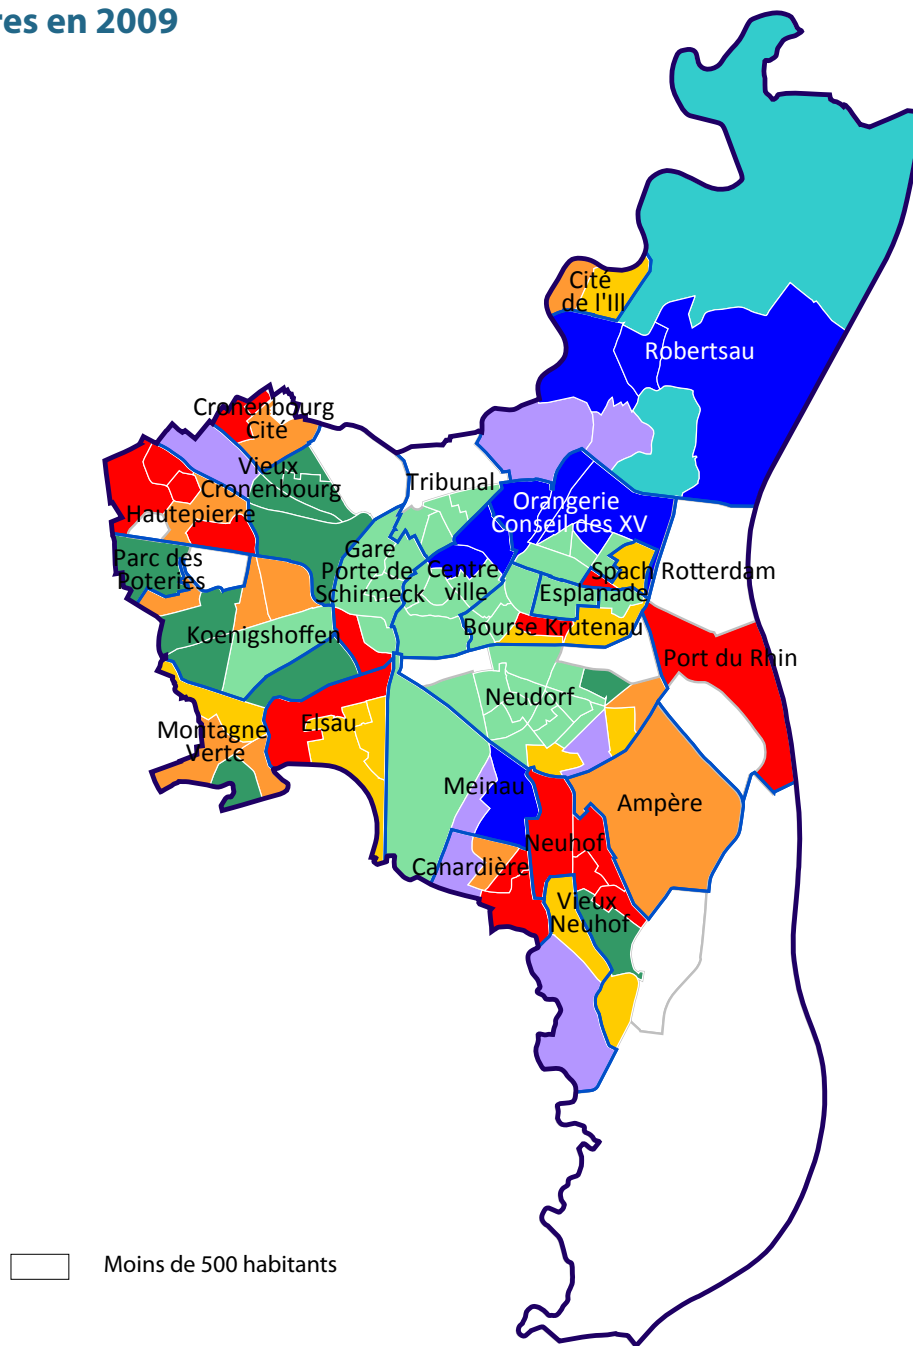 res en 2009
Cité
de l'Ill
Robertsau
Cronenbourg
Cité
Vieux
Cronenbourg
Tribunal
Hautepierre
Orangerie
Conseil des XV
Gare
Porte de
Schirmeck
Parc des
Poteries
Centre
ville
Spach Rotterdam
Esplanade
Koenigshoffen
Bourse Krutenau
Port du Rhin
Neudorf
Montagne
Verte
Elsau
Meinau
Ampère
Neuhof
Canardière
Vieux
Neuhof
Moins de 500 habitants